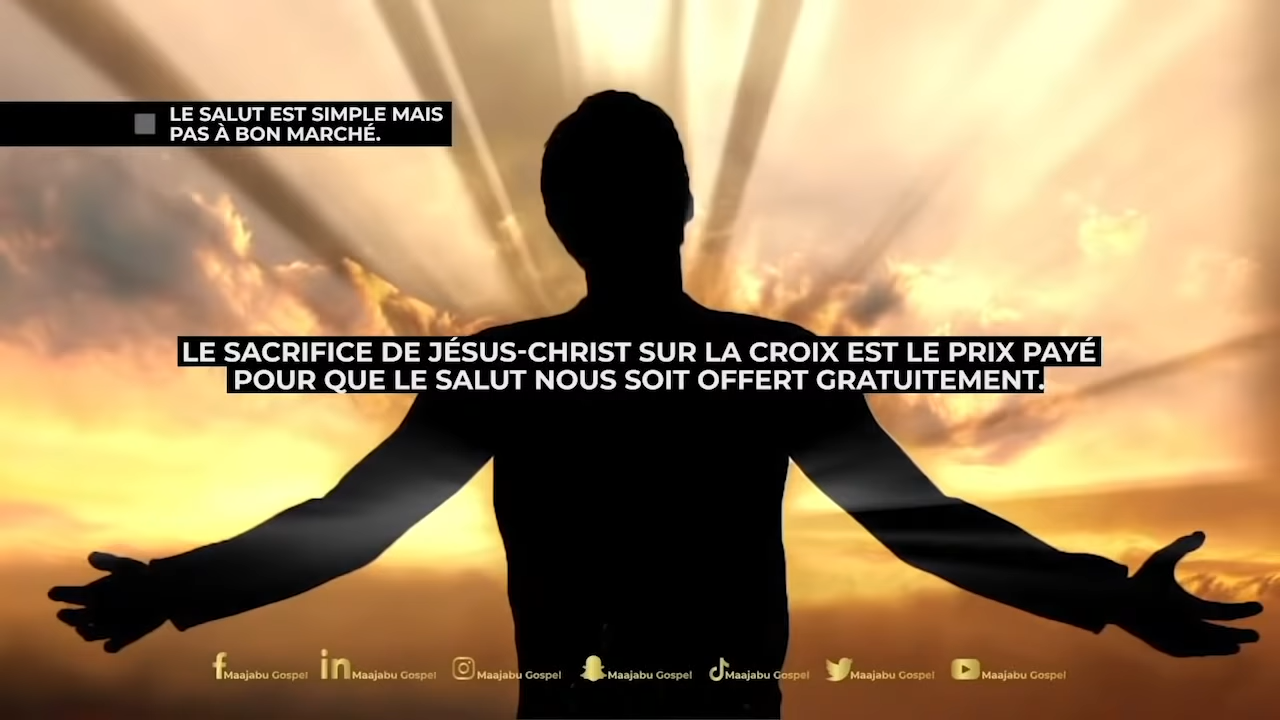 LE SALUT EST SIMPLE MAIS
PAS À BON MARCHÉ.
LE SACRIFICE DE JÉSUS-CHRIST SUR LA CROIX EST LE PRIX PAYÉ
POUR QUE LE SALUT NOUS SOIT OFFERT GRATUITEMENT.
Maajabu Gospel Maajabu Gospel Maajabu Gospel Maajabu Gospel Maajabu Gospel Maajabu Gospel Maajabu Gospel